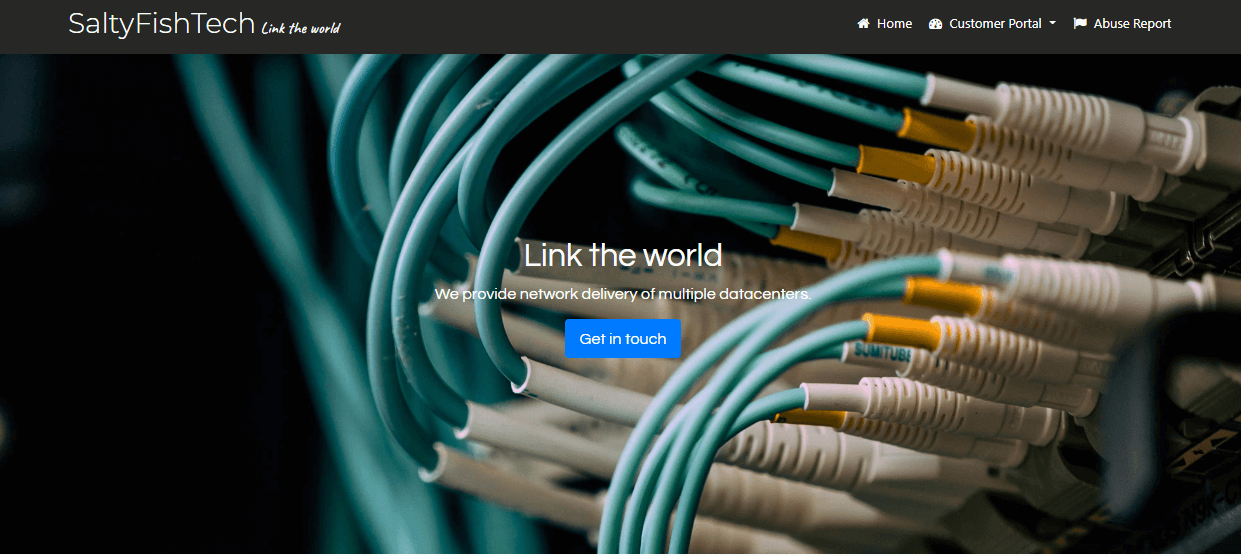 SaltyFishTech Link the world
Home Customer Portal Abuse Report
Link the world
We provide network delivery of multiple datacenters.
Get in touch
SUMITUBE